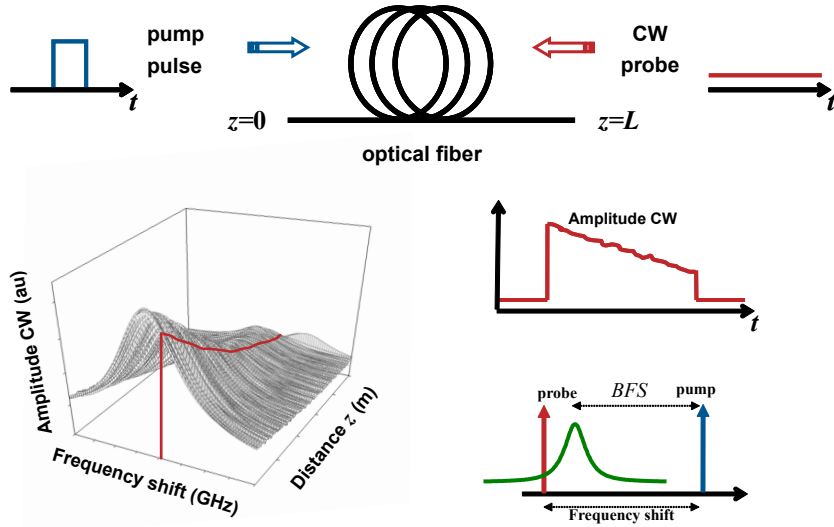 pump
pulse
CW
probe
t
t
z=0
z=L
optical fiber
Amplitude CW (au)
Frequency shift (GHz)
Distance z (m)
Amplitude CW
t
probe
BFS
pump
Frequency shift